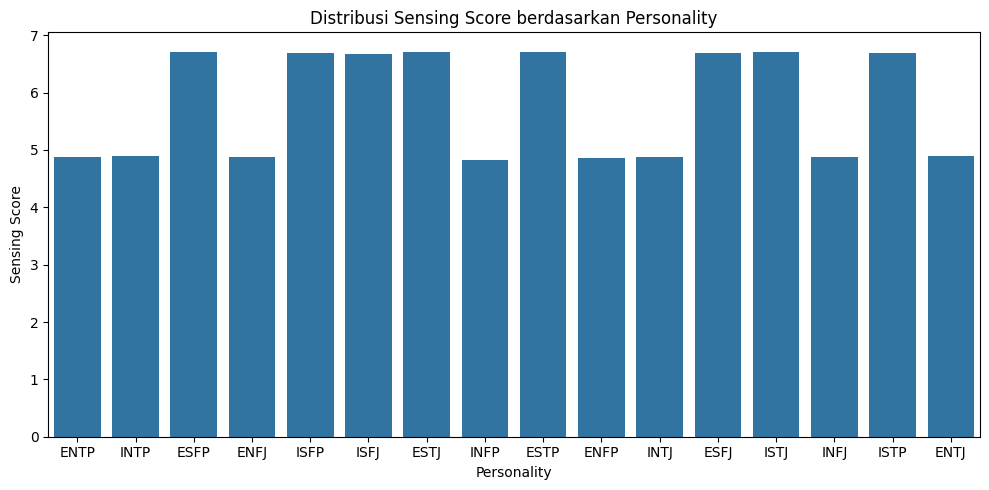 Distribusi Sensing Score berdasarkan Personality
7
6
5
4
3
2
1
0
Sensing Score
ENTP INTP ESFP ENFJ ISFP ISFJ ESTJ INFP ESTP ENFP INTJ ESFJ ISTJ INFJ ISTP ENTJ
Personality